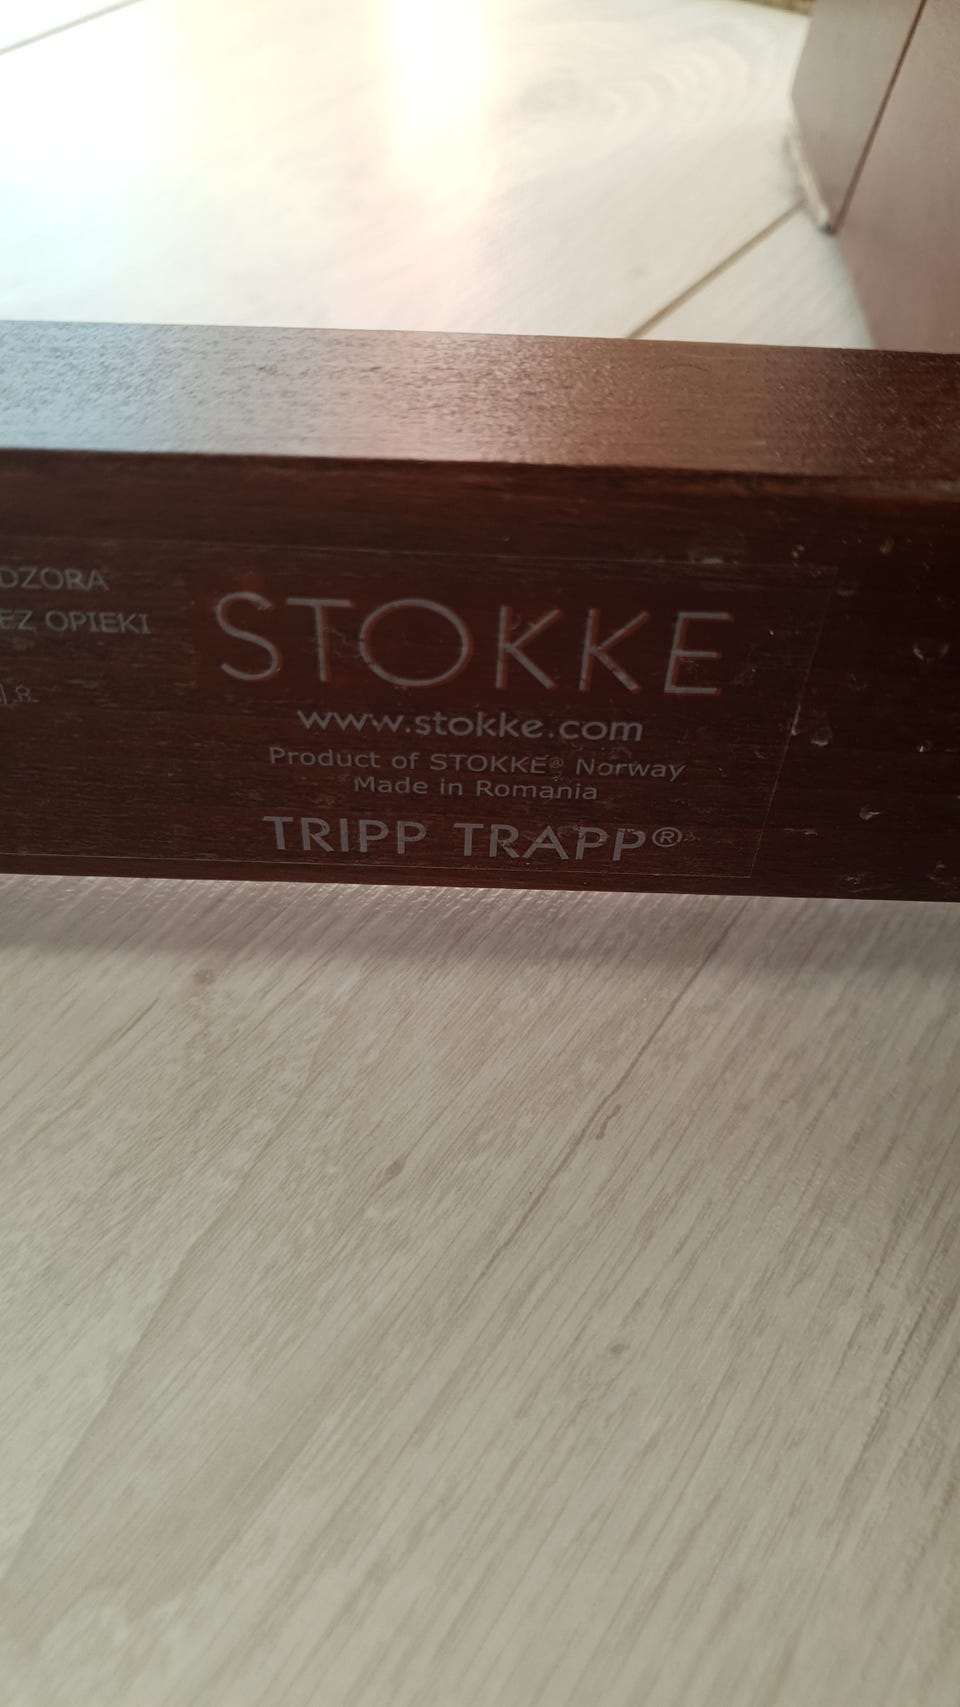 DZORA
EZ OPIEKI
STOKKE
www.stokke.com
Product of STOKKE® Norway
Made in Romania
TRIPP TRAPP®